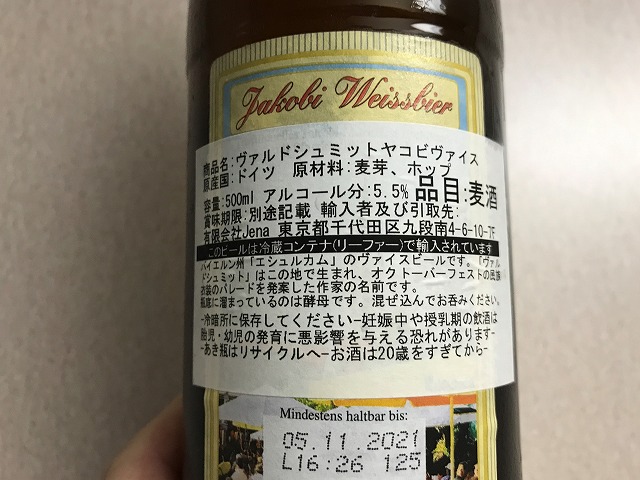 Jakobi Weissbier
商品名:ヴァルドシュミットヤコビヴァイス
原産国:ドイツ 原材料:麦芽、ホップ
容量:500ml アルコール分:5.5% 品目:麦酒
賞味期限:別途記載 輸入者及び引取先:
有限会社Jena 東京都千代田区九段南4-6-10-7F
このビールは冷蔵コンテナ(リーファー)で輸入されています
バイエルン州「エシュルカム」のヴァイスビールです。「ヴァル
ドシュミット」はこの地で生まれ、オクトーバーフェストの民族
衣装のパレードを発案した作家の名前です。
瓶底に溜まっているのは酵母です。混ぜ込んでお呑みください。
-冷暗所に保存してください-妊娠中や授乳期の飲酒は
胎児・幼児の発育に悪影響を与える恐れがあります-
-あき瓶はリサイクルへ-お酒は20歳をすぎてから-
Mindestens haltbar bis:
05.11.2021
L16:26 125